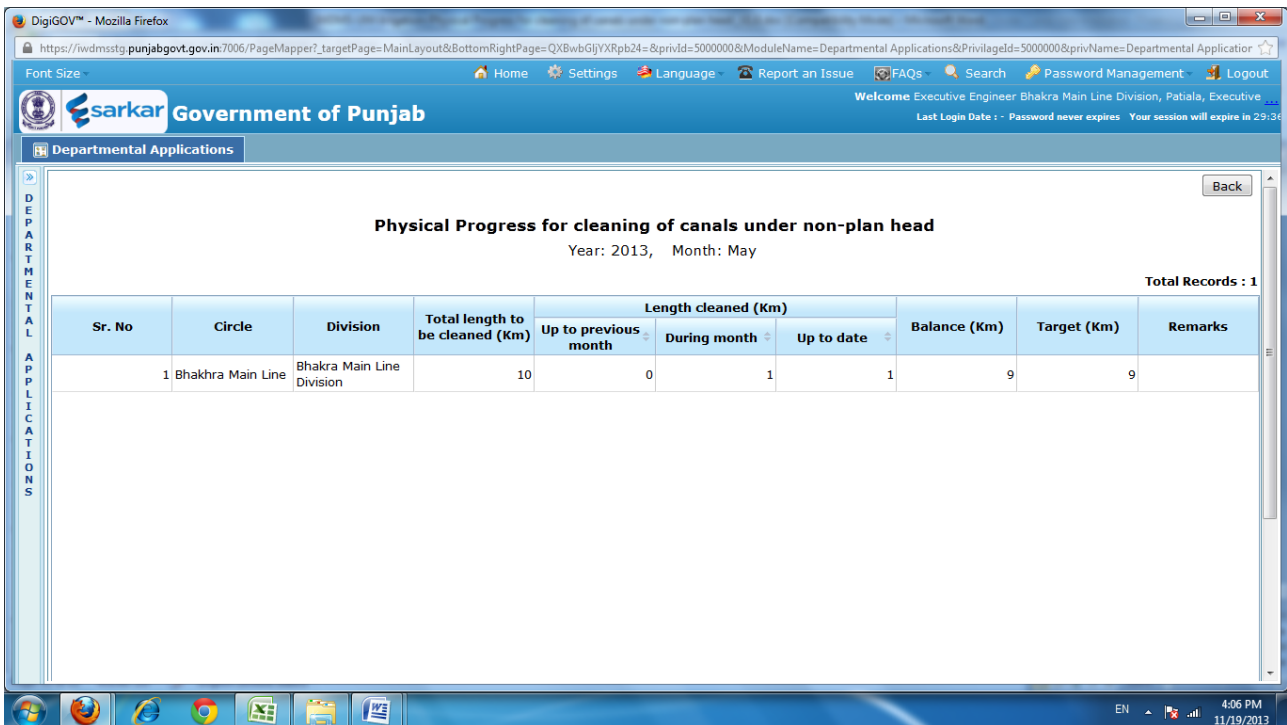 DigiGOV™ - Mozilla Firefox
https://iwdmsstg.punjabgovt.gov.in:7006/PageMapper?_targetPage=MainLayout&BottomRightPage=QXBwbGljYXRpb24=&privId=5000000&ModuleName=Departmental Applications&PrivilageId=5000000&privName=Departmental Applicatior
Font Size Home Settings Language Report an Issue FAQs Search Password Management Logout
esarkar Government of Punjab
Welcome Executive Engineer Bhakra Main Line Division, Patiala, Executive ...
Last Login Date : - Password never expires Your session will expire in 29:36
Departmental Applications
DEPARTMENTAL APPLICATIONS
Back
Physical Progress for cleaning of canals under non-plan head
Year: 2013, Month: May
Total Records : 1
Sr. No Circle Division Total length to be cleaned (Km) Length cleaned (Km) Balance (Km) Target (Km) Remarks
Up to previous month During month Up to date
1 Bhakhra Main Line Bhakra Main Line Division 10 0 1 1 9 9
EN 4:06 PM
11/19/2013